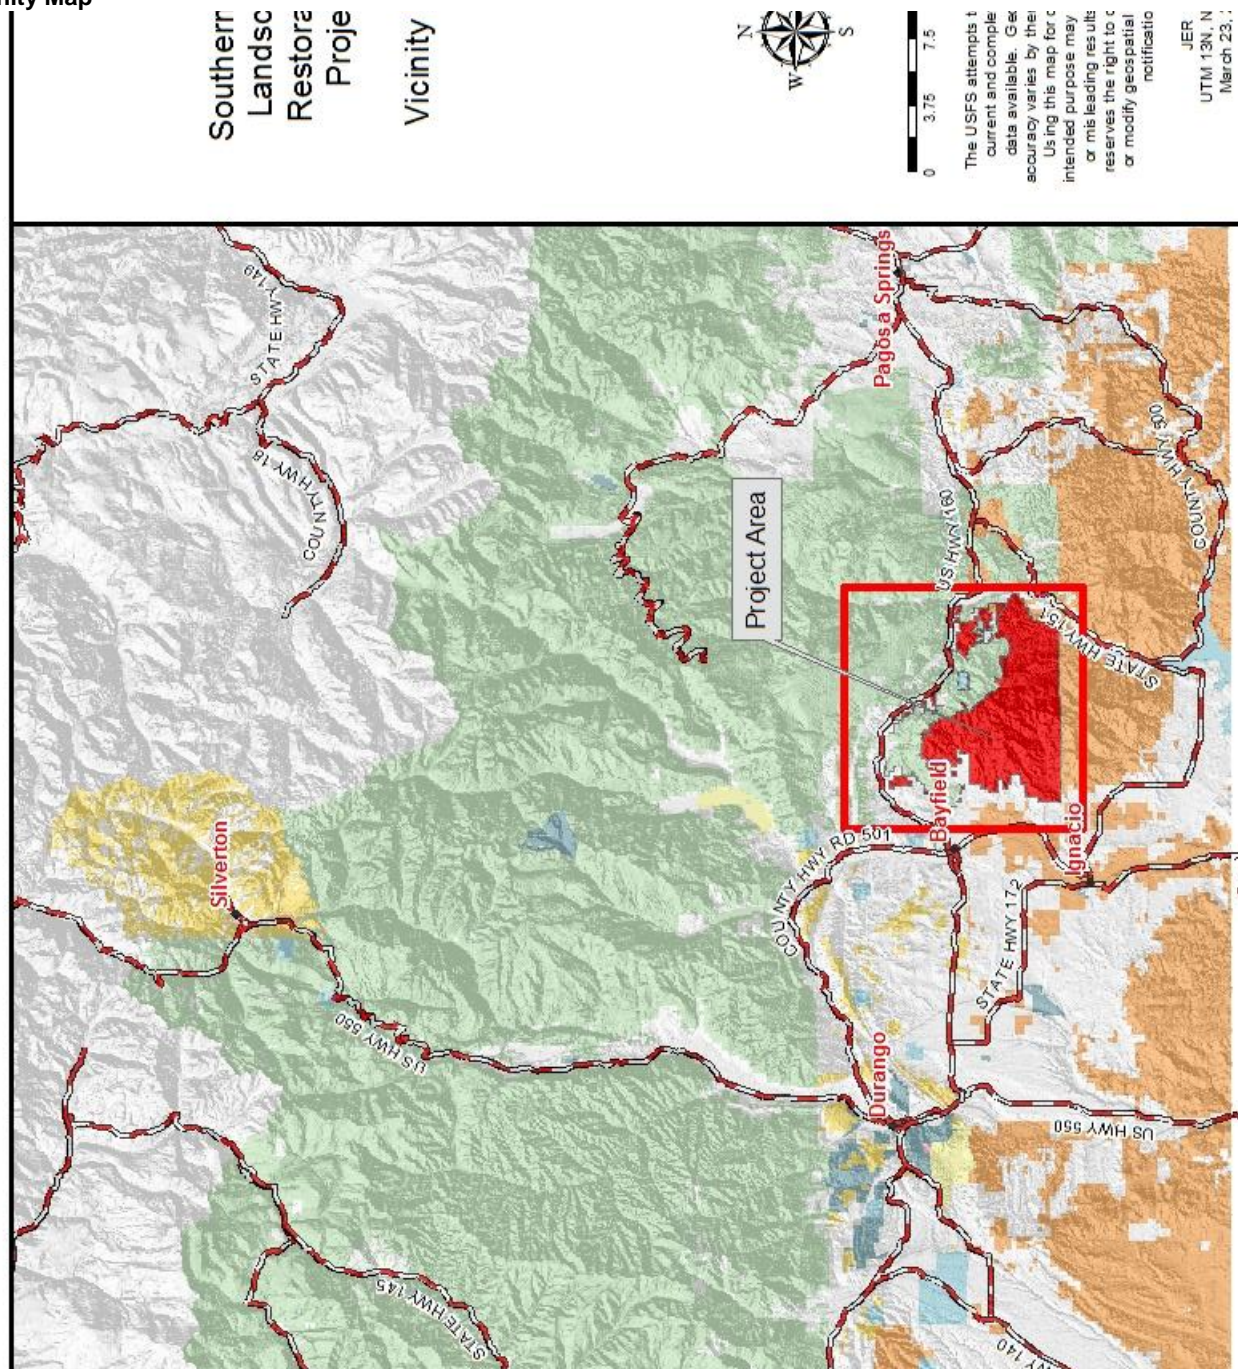 nity Map
Southern
Landsc
Restora
Proje
Vicinity
N
S
W
0 3.75 7.5
The USFS attempts t
current and comple
data available. Geo
accuracy varies by the
Using this map for o
intended purpose may
or misleading results
reserves the right to c
or modify geospatial
notificatio
JER
UTM 13N, N
March 23,
STATE HWY 149
COUNTY HWY 18
Pagosa Springs
Project Area
US HWY 160
COUNTY HWY 500
STATE HWY 151
Silverton
Bayfield
Ignacio
COUNTY HWY RD 501
STATE HWY 172
US HWY 550
Durango
US HWY 550
STATE HWY 145
WY 140